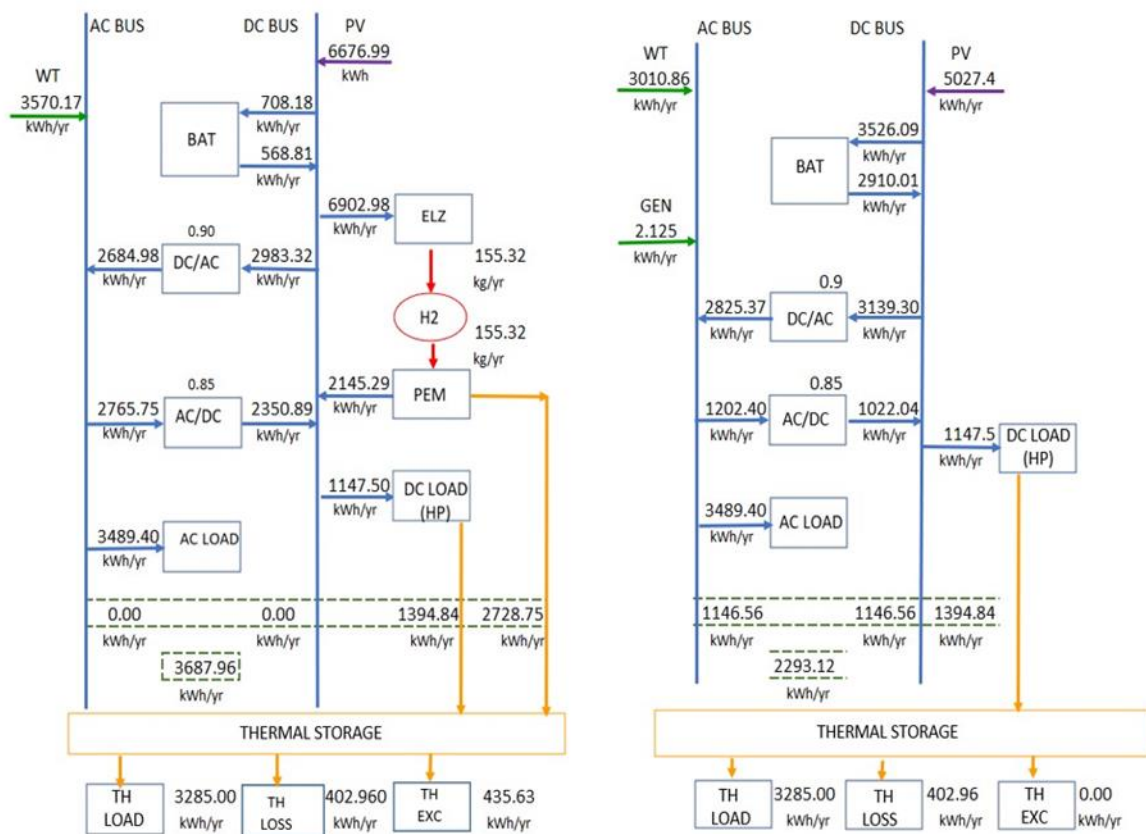 AC BUS
DC BUS
PV
6676.99
kWh
WT
3570.17
kWh/yr
BAT
708.18
kWh/yr
568.81
kWh/yr
6902.98
kWh/yr
ELZ
155.32
kg/yr
0.90
2684.98
kWh/yr
DC/AC
2983.32
kWh/yr
H2
155.32
kg/yr
0.85
2765.75
kWh/yr
AC/DC
2350.89
kWh/yr
2145.29
kWh/yr
PEM
1147.50
kWh/yr
DC LOAD
(HP)
3489.40
kWh/yr
AC LOAD
0.00
kWh/yr
0.00
kWh/yr
1394.84
kWh/yr
2728.75
kWh/yr
3687.96
kWh/yr
THERMAL STORAGE
TH
LOAD
3285.00
kWh/yr
TH
LOSS
402.960
kWh/yr
TH
EXC
435.63
kWh/yr
AC BUS
DC BUS
WT
3010.86
kWh/yr
PV
5027.4
kWh/yr
BAT
3526.09
kWh/yr
2910.01
kWh/yr
GEN
2.125
kWh/yr
0.9
2825.37
kWh/yr
DC/AC
3139.30
kWh/yr
0.85
1202.40
kWh/yr
AC/DC
1022.04
kWh/yr
1147.5
kWh/yr
DC LOAD
(HP)
3489.40
kWh/yr
AC LOAD
1146.56
kWh/yr
1146.56
kWh/yr
1394.84
kWh/yr
2293.12
kWh/yr
THERMAL STORAGE
TH
LOAD
3285.00
kWh/yr
TH
LOSS
402.96
kWh/yr
TH
EXC
0.00
kWh/yr